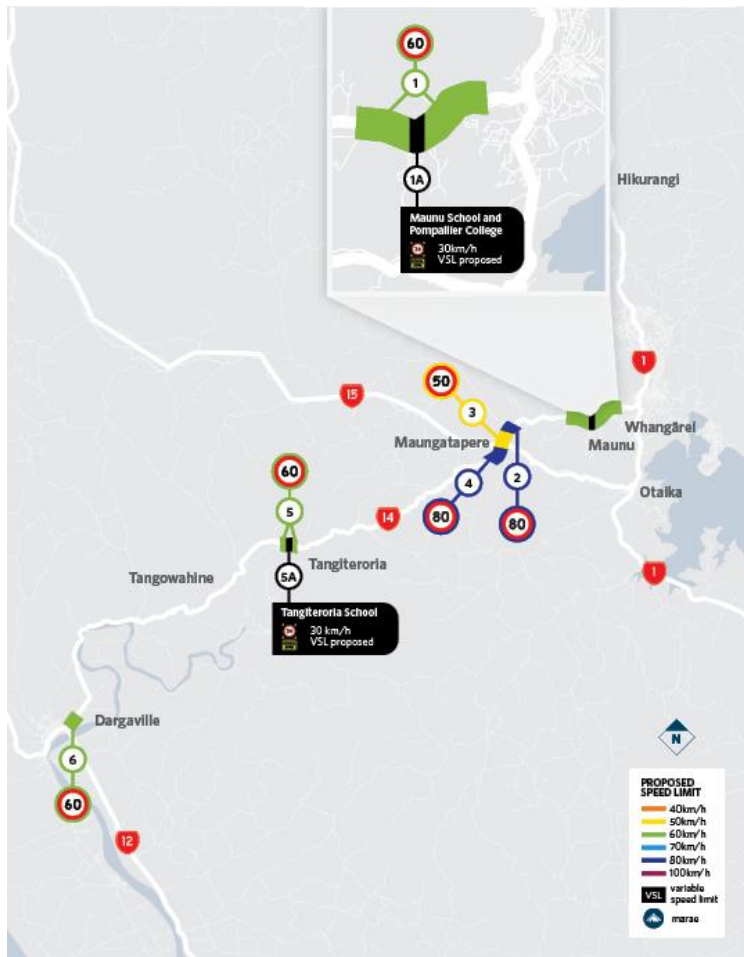 60
1
1A
Maunu School and
Pompallier College
30km/h
VSL proposed
Hikurangi
1
15
50
3
Maungatapere
Whangārei
Maunu
60
4
2
Otaika
5
80
80
14
Tangiteroria
1
Tangowahine
5A
Tangiteroria School
30 km/h
VSL proposed
Dargaville
6
N
60
12
PROPOSED
SPEED LIMIT
40km/h
50km/h
60km/h
70km/h
80km/h
100km/h
VSL variable
speed limit
marae